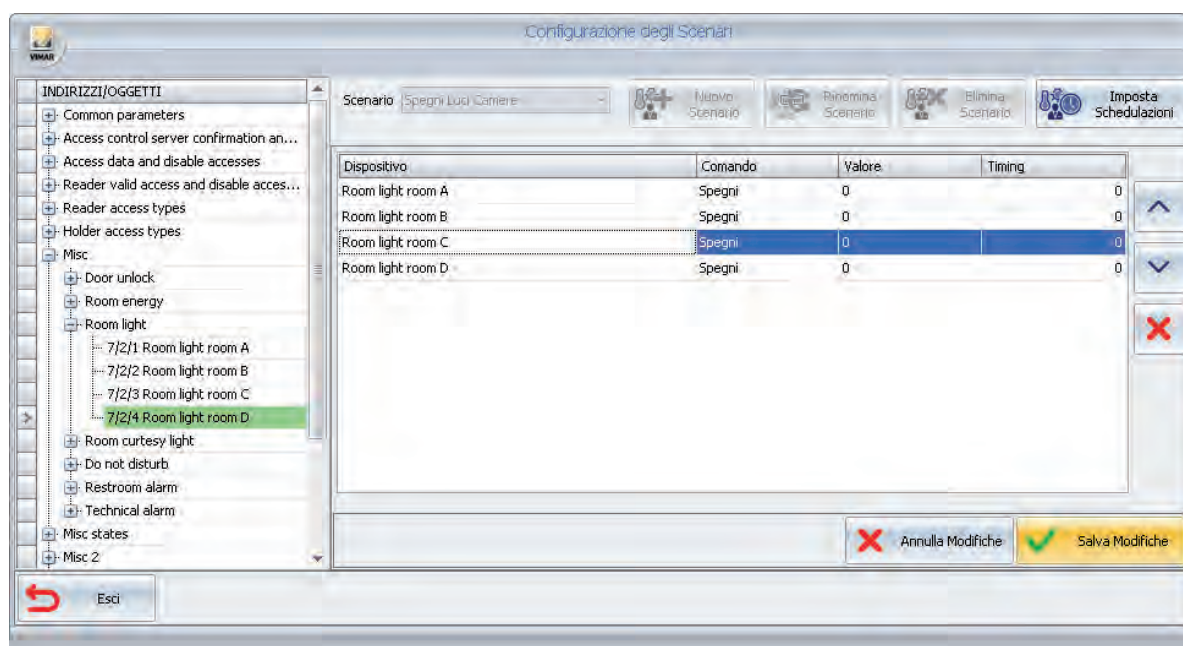 Configurazione degli Scenari
VIMAR
INDIRIZZI/OGGETTI
Common parameters
Access control server confirmation an...
Access data and disable accesses
Reader valid access and disable acces...
Reader access types
Holder access types
Misc
Door unlock
Room energy
Room light
7/2/1 Room light room A
7/2/2 Room light room B
7/2/3 Room light room C
7/2/4 Room light room D
Room curtesy light
Do not disturb
Restroom alarm
Technical alarm
Misc states
Misc 2
Scenario Spegni Luci Camere
Nuovo Scenario
Rinomina Scenario
Elimina Scenario
Imposta Schedulazioni
Dispositivo Comando Valore Timing
Room light room A Spegni 0 0
Room light room B Spegni 0 0
Room light room C Spegni 0 0
Room light room D Spegni 0 0
Annulla Modifiche Salva Modifiche
Esci